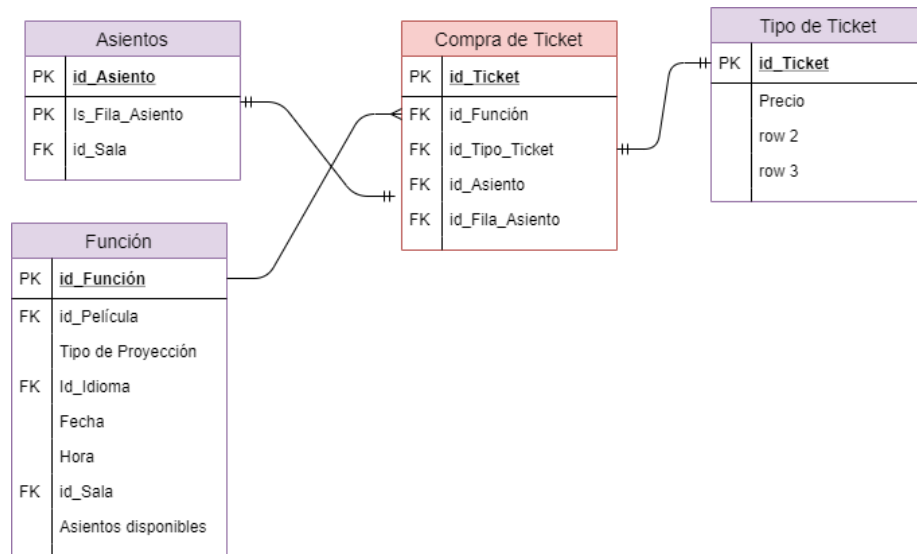 Asientos
PK id_Asiento
PK Is_Fila_Asiento
FK id_Sala
Compra de Ticket
PK id_Ticket
FK id_Función
FK id_Tipo_Ticket
FK id_Asiento
FK id_Fila_Asiento
Tipo de Ticket
PK id_Ticket
Precio
row 2
row 3
Función
PK id_Función
FK id_Película
Tipo de Proyección
FK Id_Idioma
Fecha
Hora
FK id_Sala
Asientos disponibles